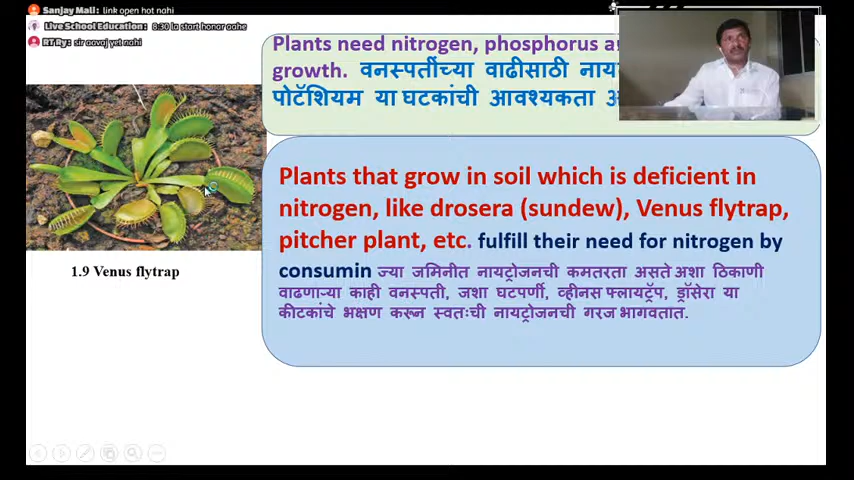 Sanjay Mali: link open hot nahi
Live School Education: 8:30 la start honar aahe
RT Ry: sir aavaj yet nahi
Plants need nitrogen, phosphorus
growth. वनस्पतींच्या वाढीसाठी
पोटॅशियम या घटकांची आवश्यकता
Plants that grow in soil which is deficient in
nitrogen, like drosera (sundew), Venus flytrap,
pitcher plant, etc. fulfill their need for nitrogen by
consumin ज्या जमिनीत नायट्रोजनची कमतरता असते अशा ठिकाणी
वाढणाऱ्या काही वनस्पती, जशा घटपर्णी, व्हीनस फ्लायट्रॅप, ड्रॉसेरा या
कीटकांचे भक्षण करून स्वतःची नायट्रोजनची गरज भागवतात.
1.9 Venus flytrap